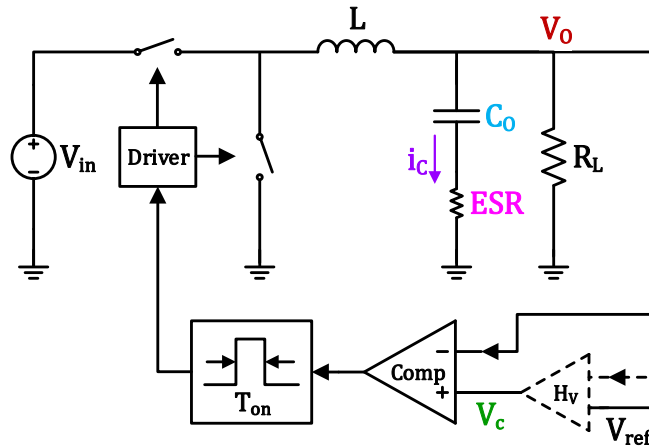 L
V_O
V_in
Driver
C_O
i_C
ESR
R_L
T_on
Comp
-
+
V_c
H_V
V_ref